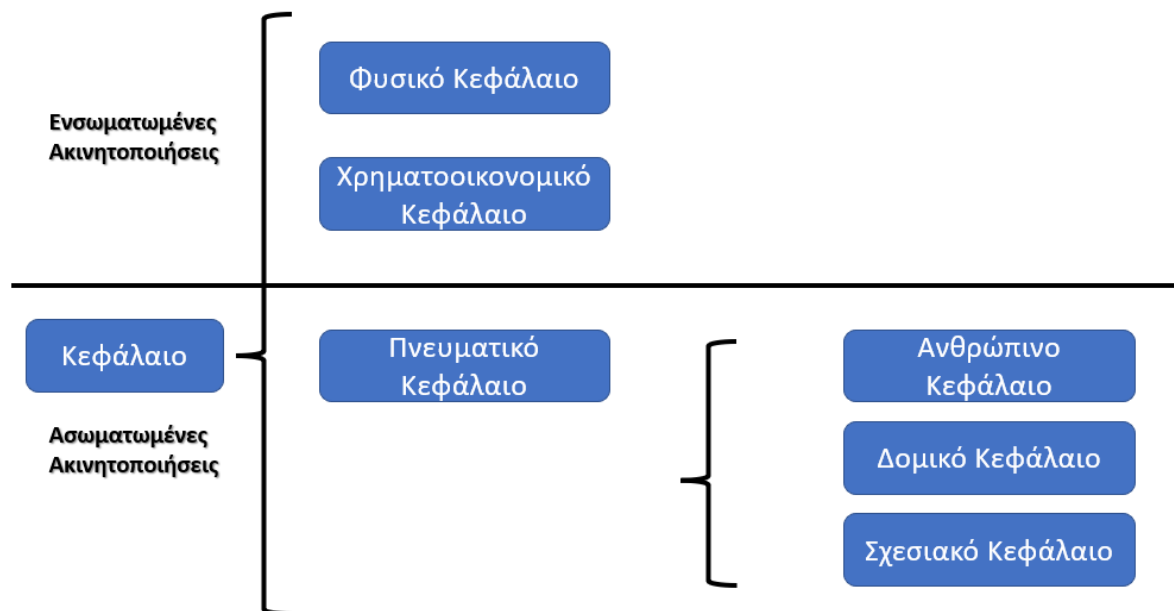 Φυσικό Κεφάλαιο
Ενσωματωμένες
Ακινητοποιήσεις
Χρηματοοικονομικό
Κεφάλαιο
Κεφάλαιο
Πνευματικό
Κεφάλαιο
Ανθρώπινο
Κεφάλαιο
Ασωματωμένες
Ακινητοποιήσεις
Δομικό Κεφάλαιο
Σχεσιακό Κεφάλαιο